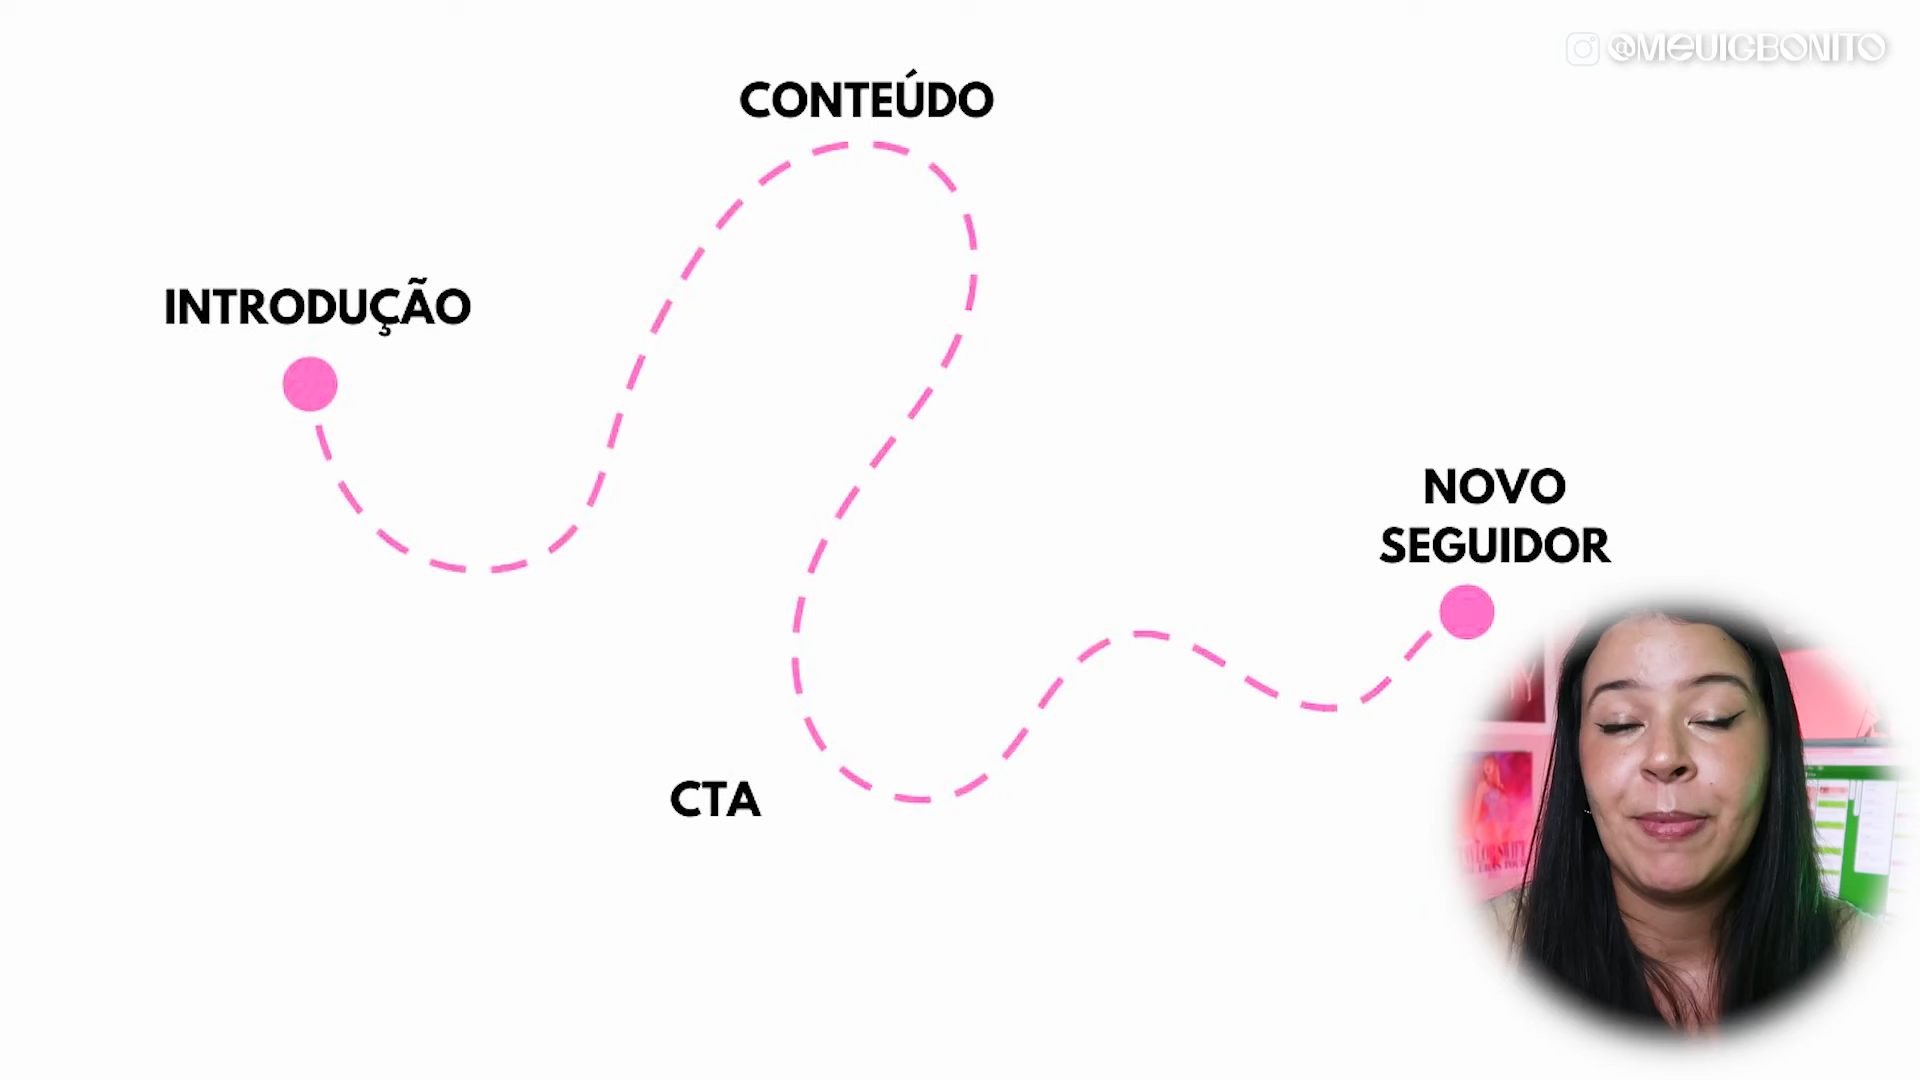 @MEUIGBONITO
CONTEÚDO
INTRODUÇÃO
NOVO
SEGUIDOR
CTA